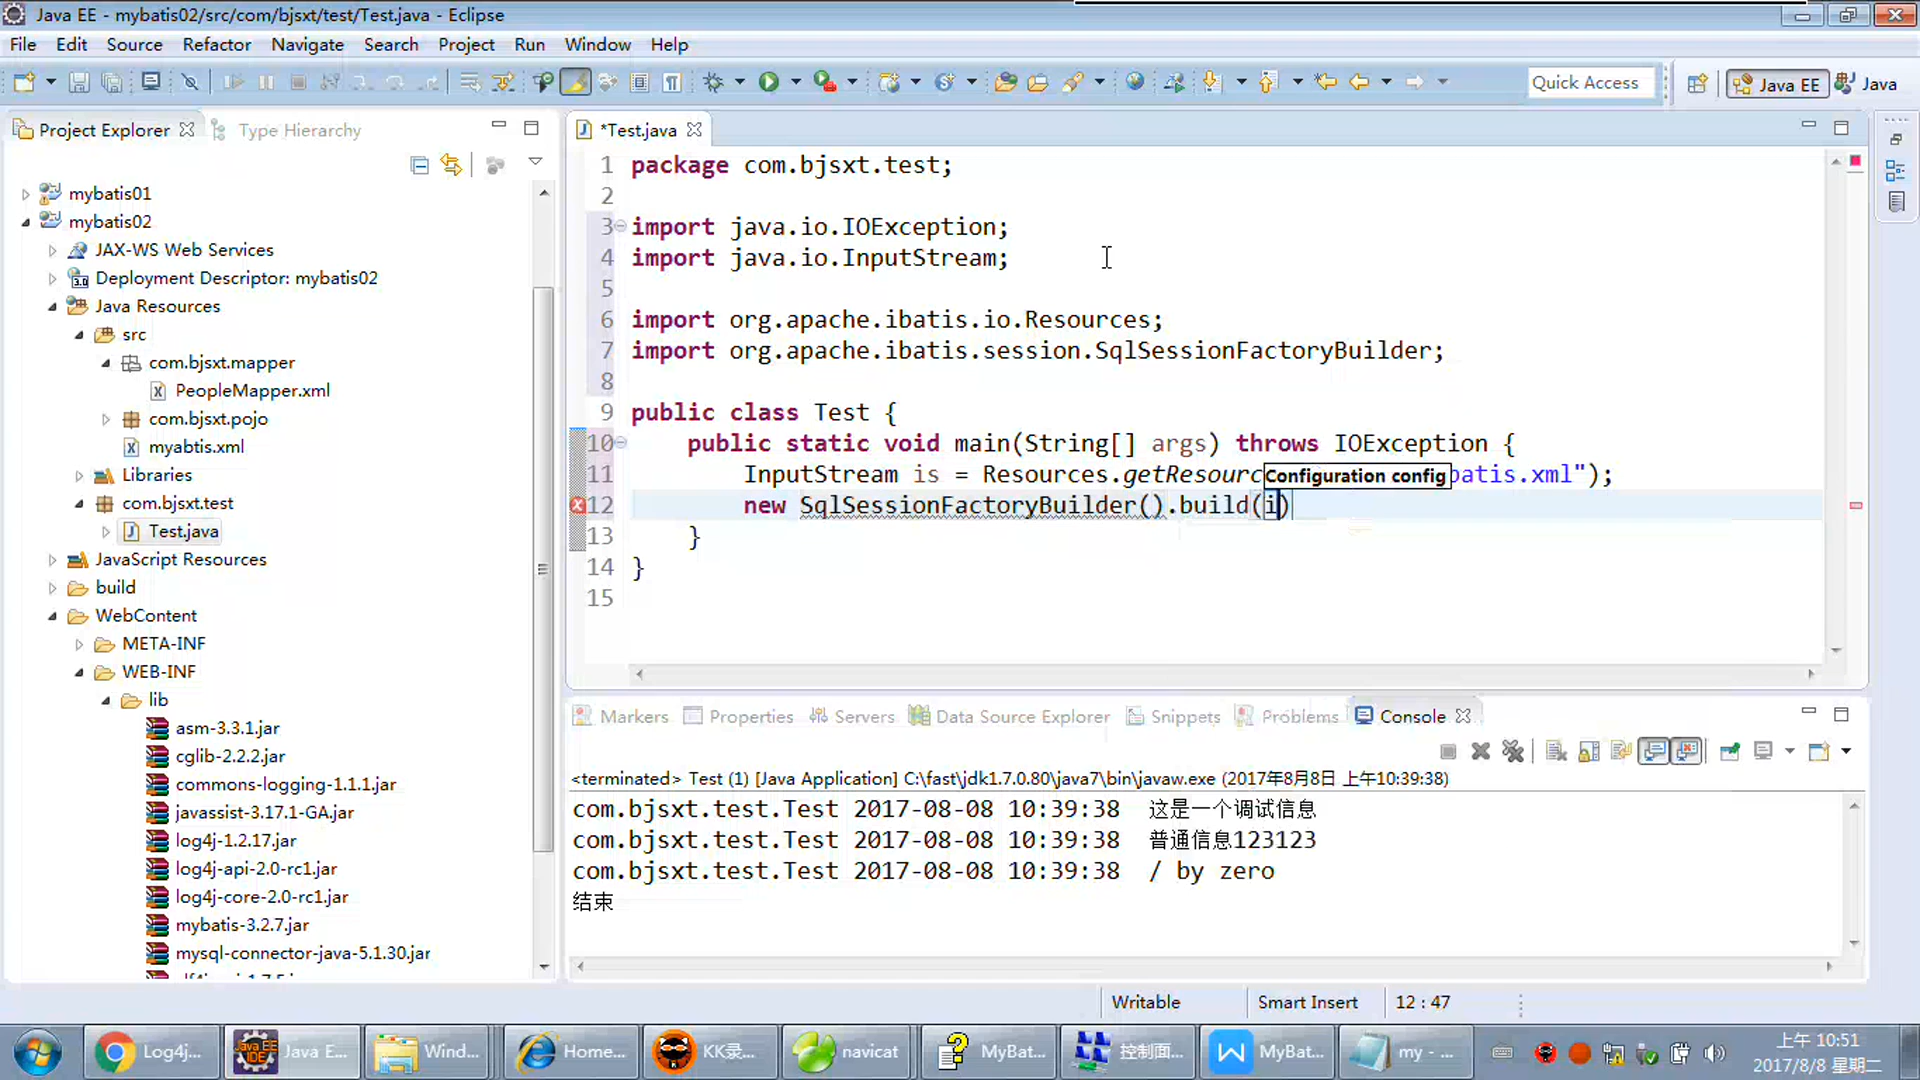 Java EE - mybatis02/src/com/bjsxt/test/Test.java - Eclipse
File Edit Source Refactor Navigate Search Project Run Window Help
Quick Access
Java EE
Java
Project Explorer
Type Hierarchy
mybatis01
mybatis02
JAX-WS Web Services
Deployment Descriptor: mybatis02
Java Resources
src
com.bjsxt.mapper
PeopleMapper.xml
com.bjsxt.pojo
myabtis.xml
Libraries
com.bjsxt.test
Test.java
JavaScript Resources
build
WebContent
META-INF
WEB-INF
lib
asm-3.3.1.jar
cglib-2.2.2.jar
commons-logging-1.1.1.jar
javassist-3.17.1-GA.jar
log4j-1.2.17.jar
log4j-api-2.0-rc1.jar
log4j-core-2.0-rc1.jar
mybatis-3.2.7.jar
mysql-connector-java-5.1.30.jar
*Test.java
1 package com.bjsxt.test;
2
3 import java.io.IOException;
4 import java.io.InputStream;
5
6 import org.apache.ibatis.io.Resources;
7 import org.apache.ibatis.session.SqlSessionFactoryBuilder;
8
9 public class Test {
10 public static void main(String[] args) throws IOException {
11 InputStream is = Resources.getResourc Configuration config batis.xml");
12 new SqlSessionFactoryBuilder().build(i)
13 }
14 }
15
Markers Properties Servers Data Source Explorer Snippets Problems Console
<terminated> Test (1) [Java Application] C:\fast\jdk1.7.0.80\java7\bin\javaw.exe (2017年8月8日 上午10:39:38)
com.bjsxt.test.Test 2017-08-08 10:39:38 这是一个调试信息
com.bjsxt.test.Test 2017-08-08 10:39:38 普通信息123123
com.bjsxt.test.Test 2017-08-08 10:39:38 / by zero
结束
Writable Smart Insert 12 : 47
Log4j... Java E... Wind... Home... KK录... navicat MyBat... 控制面... MyBat... my - ...
上午 10:51
2017/8/8 星期二